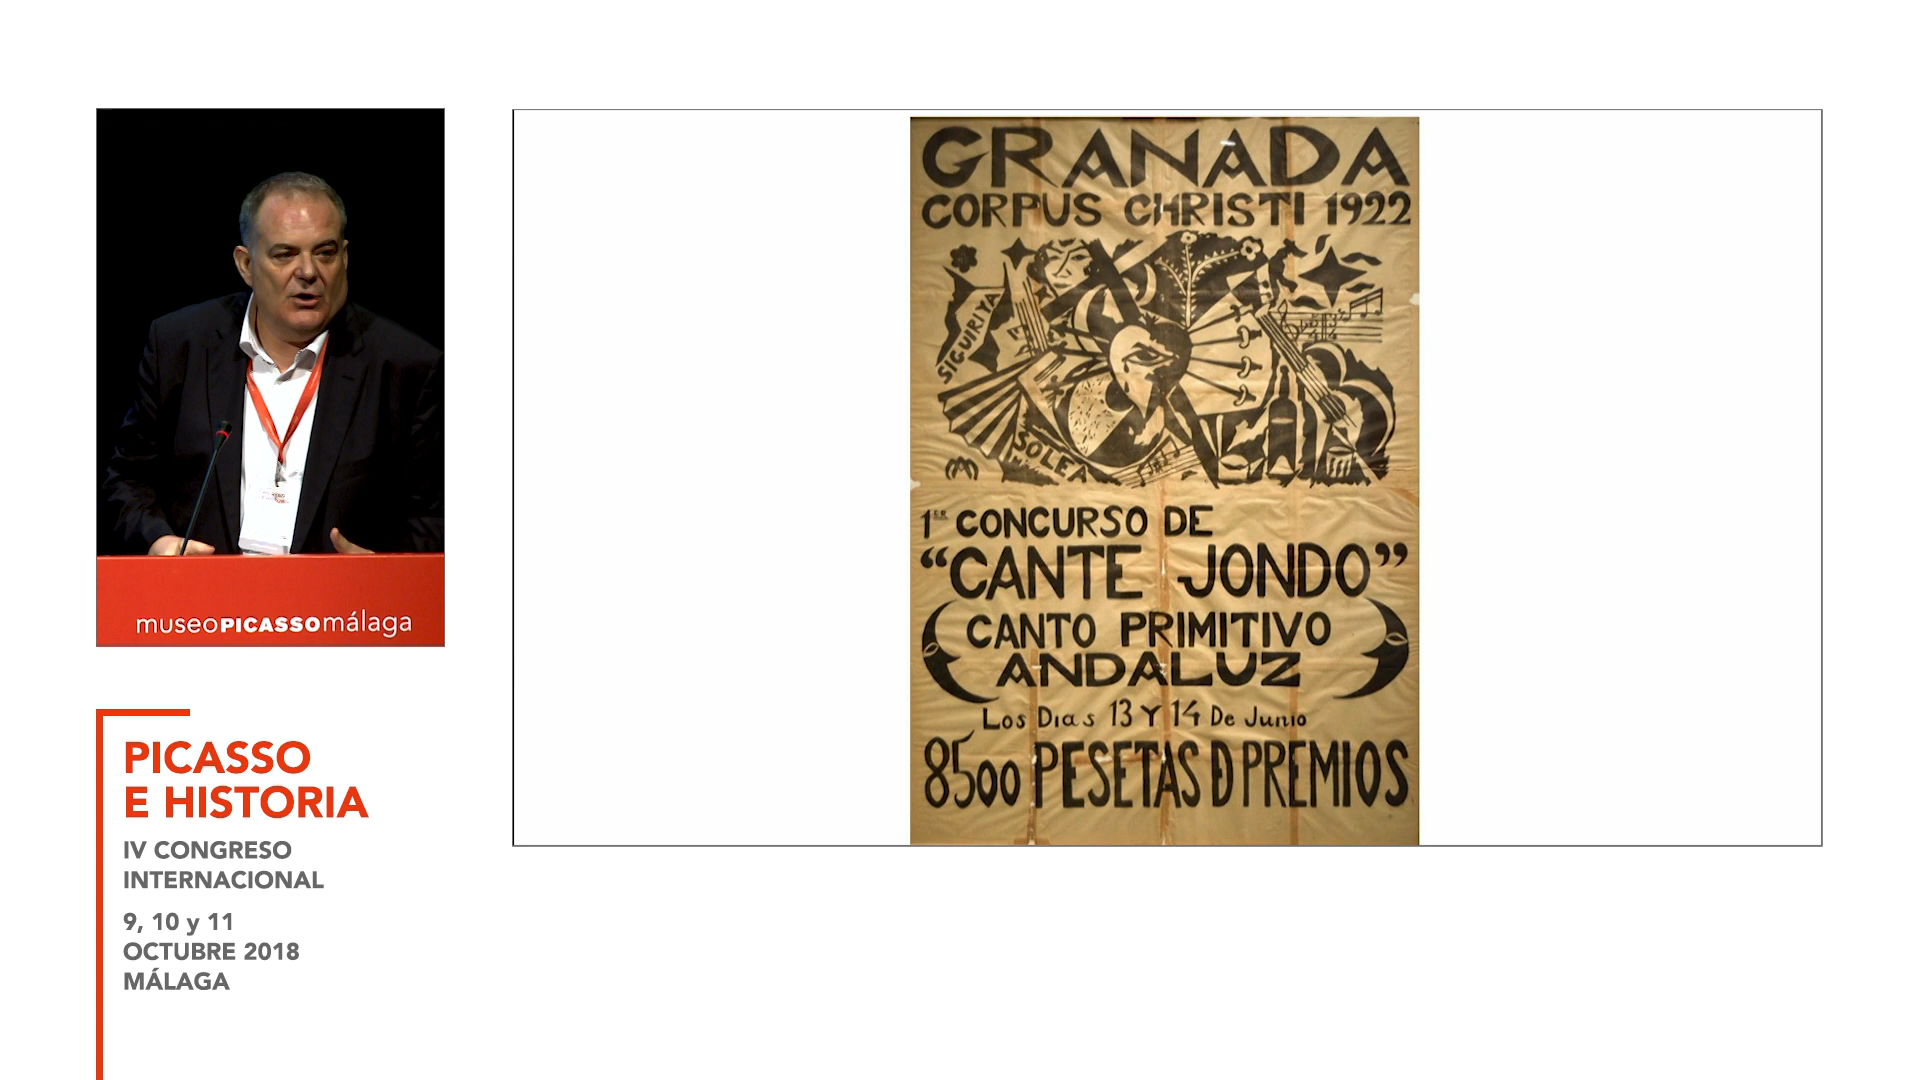 museoPICASSOmálaga
PICASSO
E HISTORIA
IV CONGRESO
INTERNACIONAL
9, 10 y 11
OCTUBRE 2018
MÁLAGA
GRANADA
CORPUS CHRISTI 1922
SIGUIRIYA
SOLEA
1ER CONCURSO DE
“CANTE JONDO”
CANTO PRIMITIVO
ANDALUZ
Los Dias 13 Y 14 De Junio
8500 PESETAS D PREMIOS